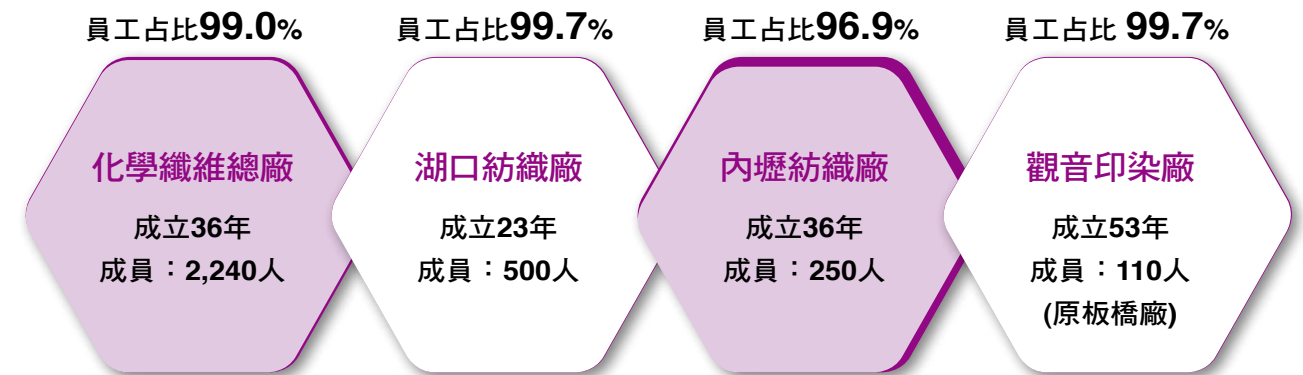 員工占比99.0%
員工占比99.7%
員工占比96.9%
員工占比 99.7%
化學纖維總廠
成立36年
成員：2,240人
湖口紡織廠
成立23年
成員：500人
內壢紡織廠
成立36年
成員：250人
觀音印染廠
成立53年
成員：110人
(原板橋廠)